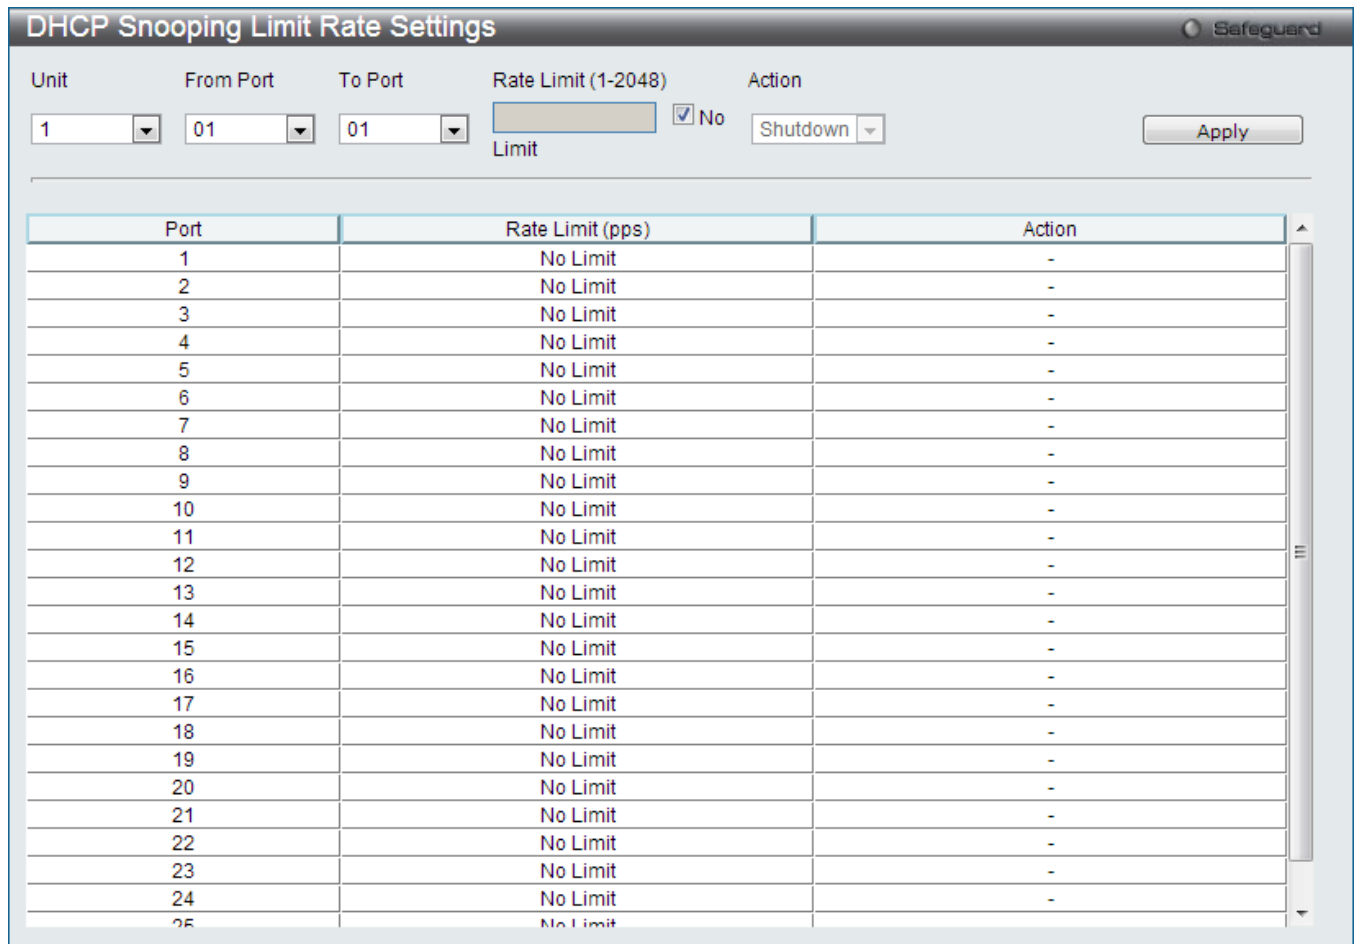 DHCP Snooping Limit Rate Settings
Safeguard
Unit From Port To Port Rate Limit (1-2048) Action
1 01 01 No Shutdown Apply
Limit
Port Rate Limit (pps) Action
1 No Limit -
2 No Limit -
3 No Limit -
4 No Limit -
5 No Limit -
6 No Limit -
7 No Limit -
8 No Limit -
9 No Limit -
10 No Limit -
11 No Limit -
12 No Limit -
13 No Limit -
14 No Limit -
15 No Limit -
16 No Limit -
17 No Limit -
18 No Limit -
19 No Limit -
20 No Limit -
21 No Limit -
22 No Limit -
23 No Limit -
24 No Limit -
25 No Limit